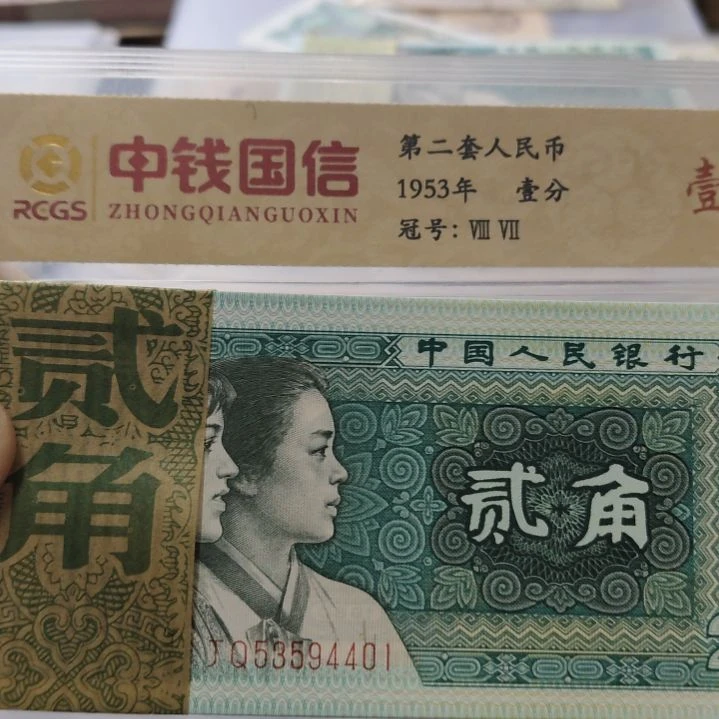 RCGS
中钱国信
ZHONGQIANGUOXIN
第二套人民币
1953年 壹分
冠号：Ⅷ Ⅶ
壹
贰角
中国人民银行
贰角
JQ53594401
2